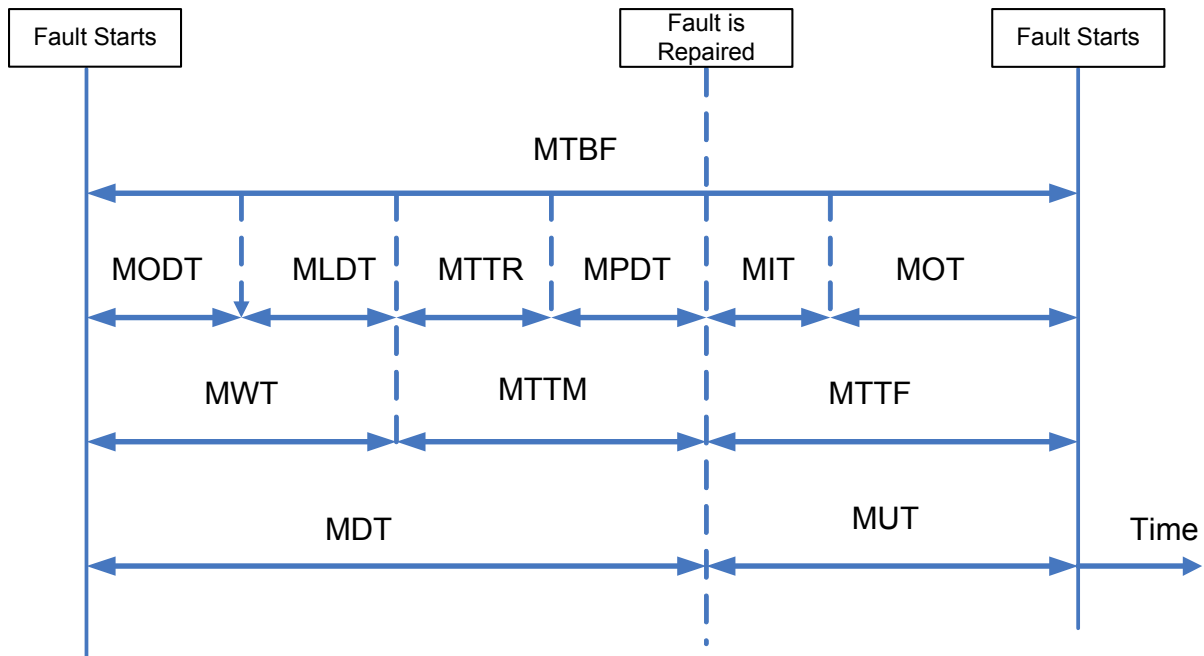 Fault Starts
Fault is
Repaired
Fault Starts
MTBF
MODT
MLDT
MTTR
MPDT
MIT
MOT
MWT
MTTM
MTTF
MDT
MUT
Time